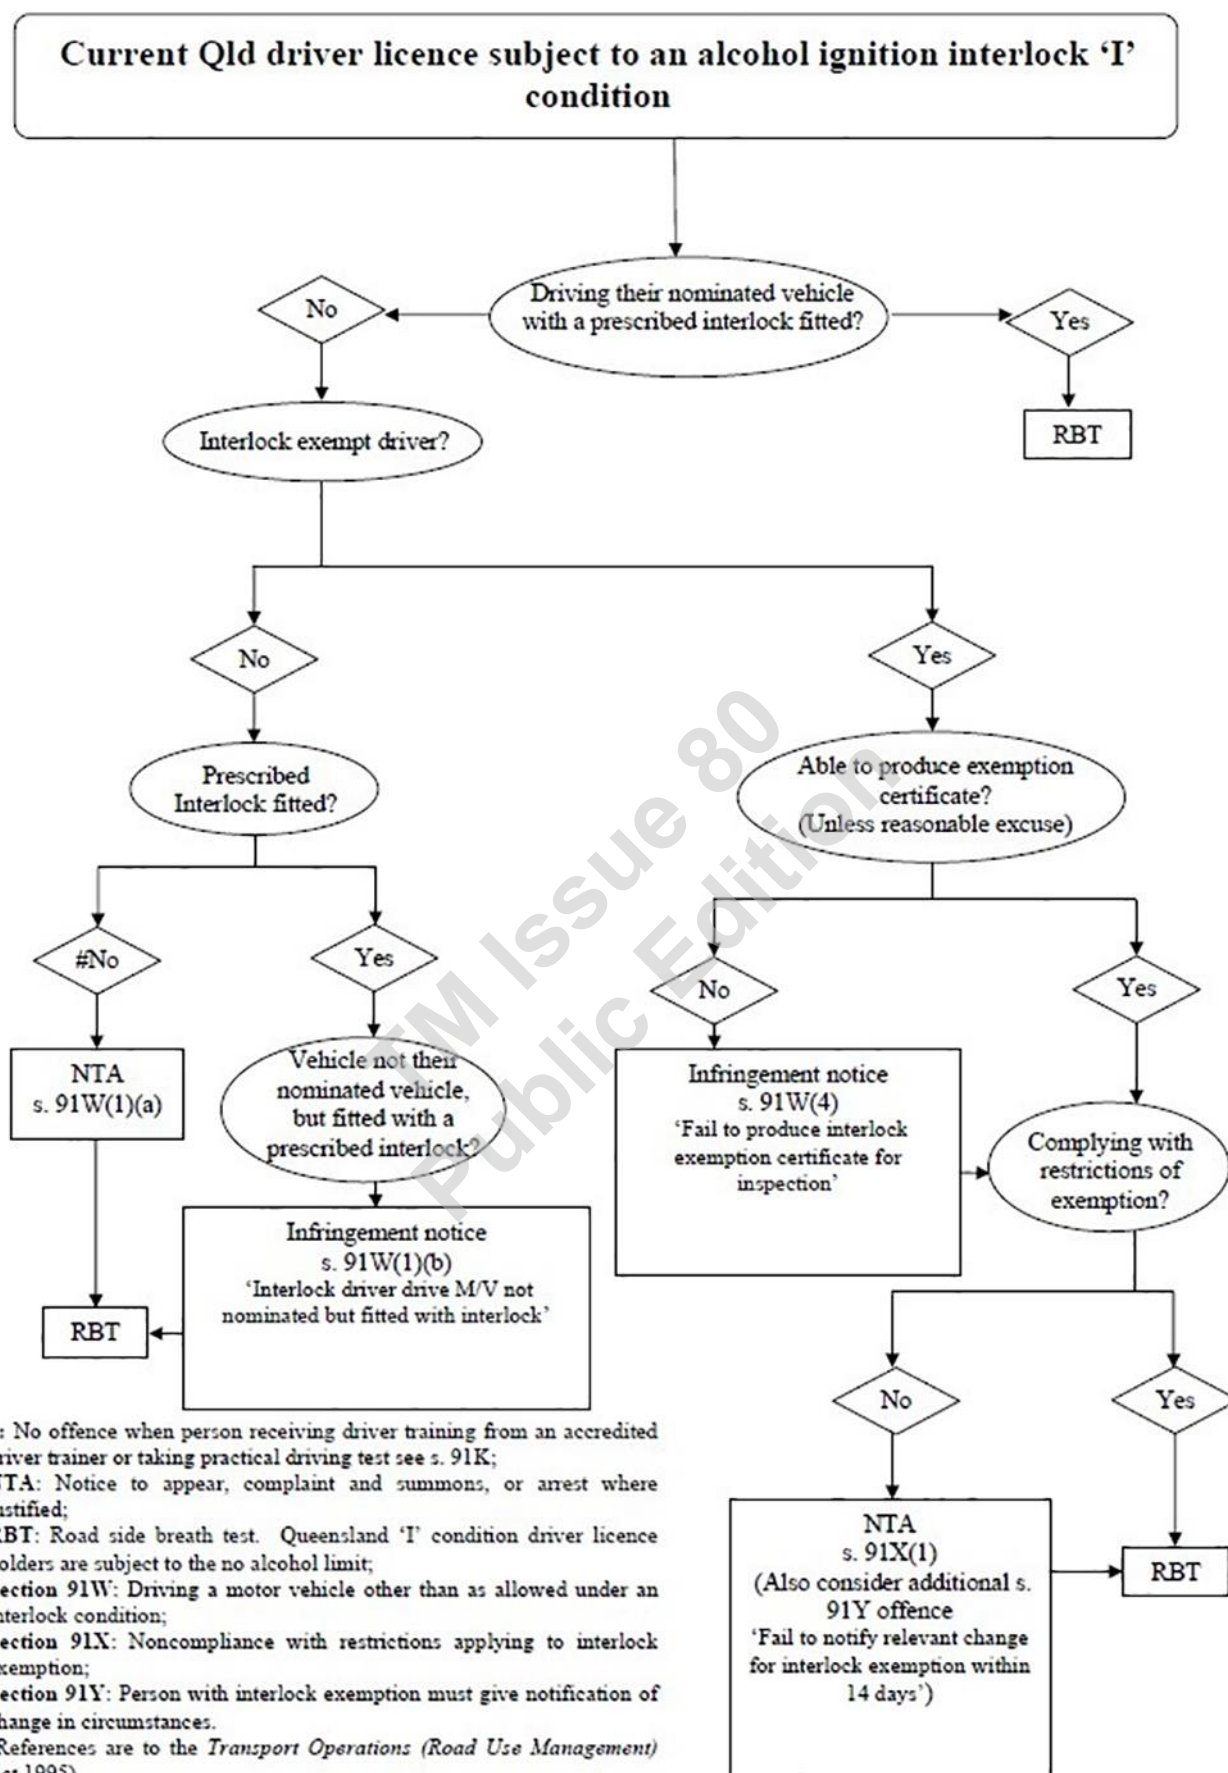 Current Qld driver licence subject to an alcohol ignition interlock ‘I’
condition
Driving their nominated vehicle
with a prescribed interlock fitted?
No
Yes
RBT
Interlock exempt driver?
No
Yes
Prescribed
Interlock fitted?
Able to produce exemption
certificate?
(Unless reasonable excuse)
#No
Yes
No
Yes
NTA
s. 91W(1)(a)
Vehicle not their
nominated vehicle,
but fitted with a
prescribed interlock?
Infringement notice
s. 91W(4)
‘Fail to produce interlock
exemption certificate for
inspection’
Complying with
restrictions of
exemption?
Infringement notice
s. 91W(1)(b)
‘Interlock driver drive M/V not
nominated but fitted with interlock’
RBT
No
Yes
NTA
s. 91X(1)
(Also consider additional s.
91Y offence
‘Fail to notify relevant change
for interlock exemption within
14 days’)
RBT
: No offence when person receiving driver training from an accredited
river trainer or taking practical driving test see s. 91K;
NTA: Notice to appear, complaint and summons, or arrest where
ustified;
RBT: Road side breath test. Queensland ‘I’ condition driver licence
olders are subject to the no alcohol limit;
ection 91W: Driving a motor vehicle other than as allowed under an
nterlock condition;
ection 91X: Noncompliance with restrictions applying to interlock
xemption;
ection 91Y: Person with interlock exemption must give notification of
hange in circumstances.
References are to the Transport Operations (Road Use Management)
1995)
TM Issue 80
Public Edition